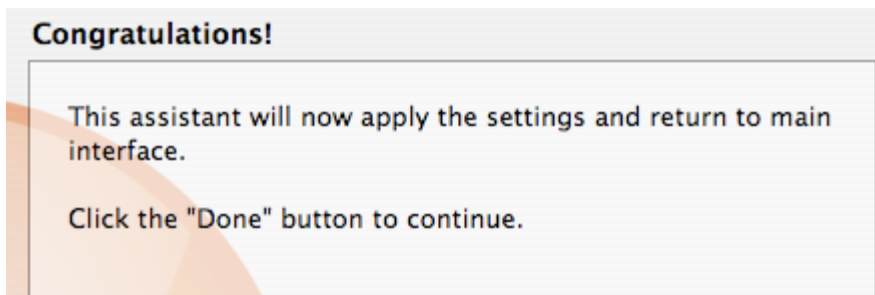 Congratulations!
This assistant will now apply the settings and return to main
interface.
Click the "Done" button to continue.